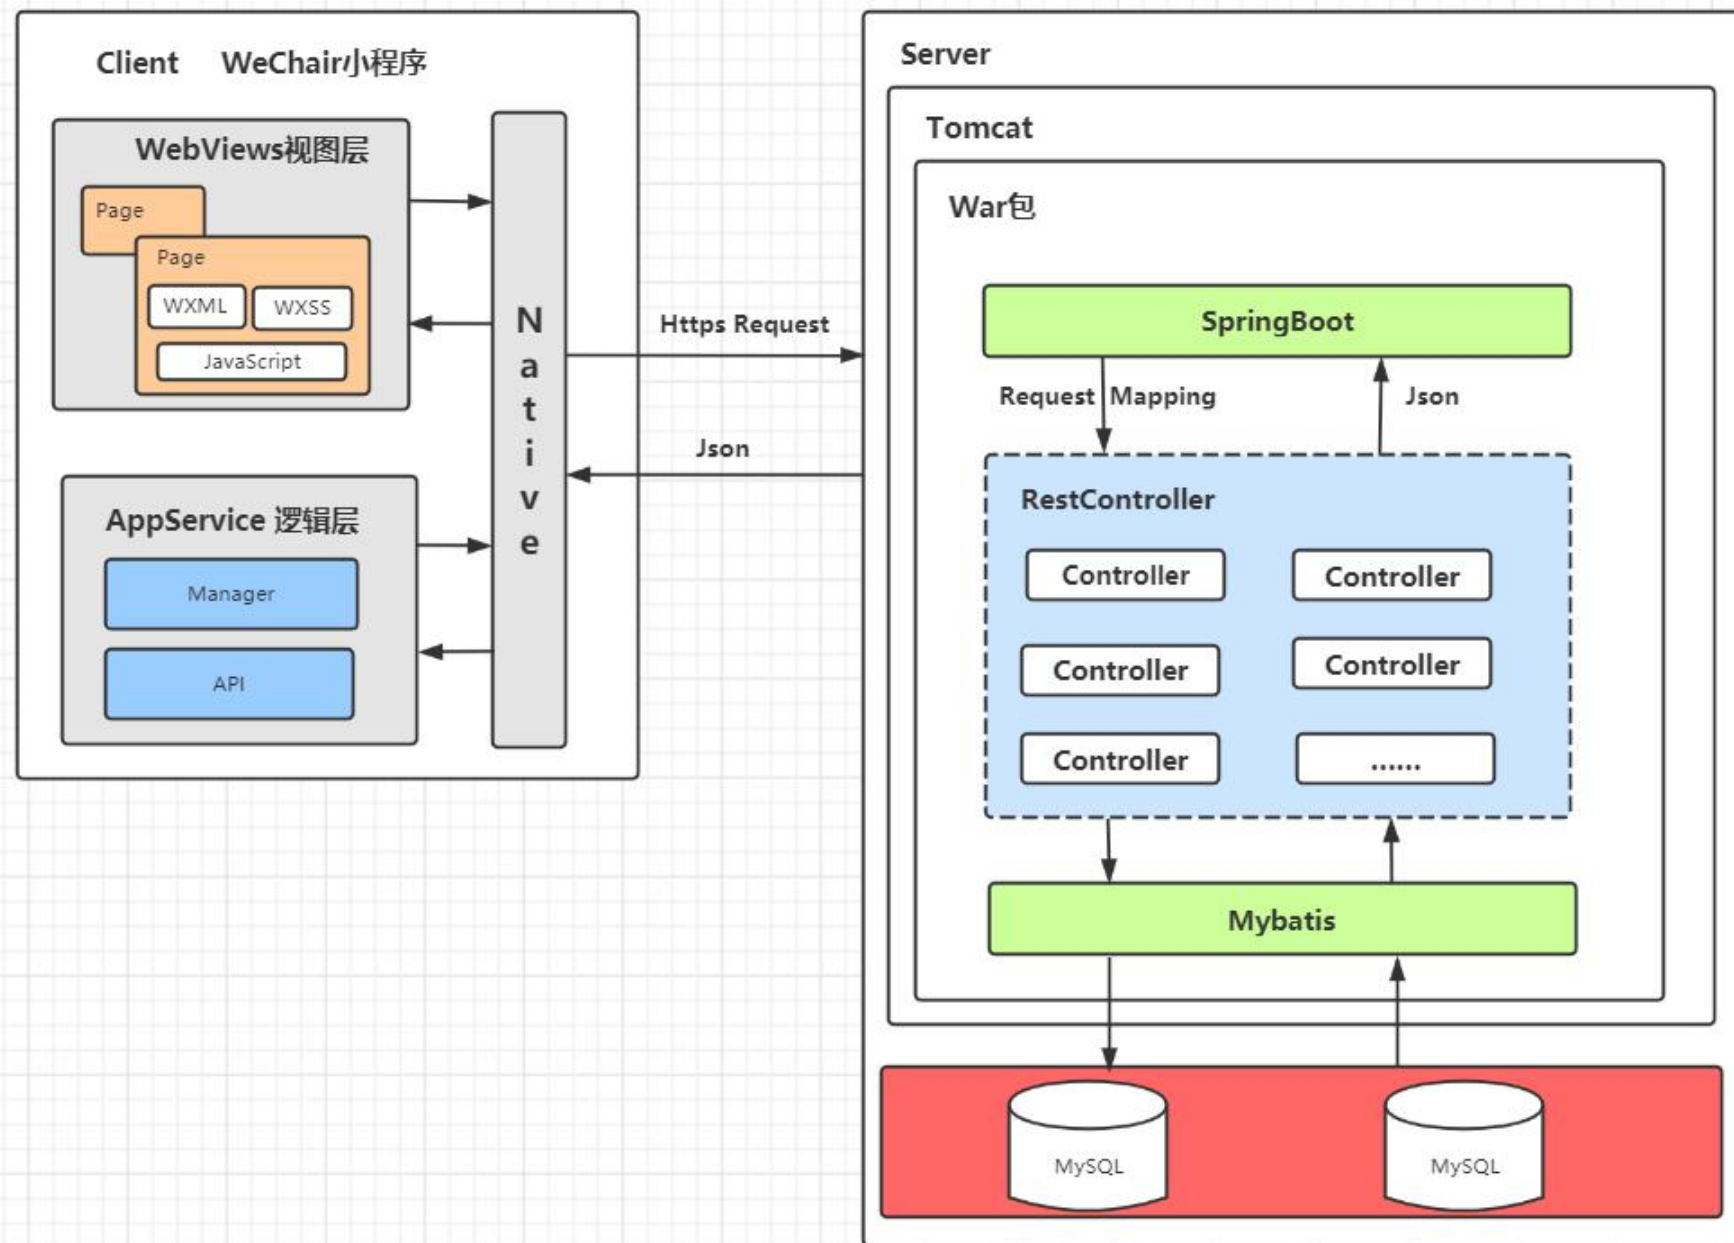 Client WeChair小程序
WebViews视图层
Page
Page
WXML WXSS
JavaScript
AppService 逻辑层
Manager
API
Native
Https Request
Json
Server
Tomcat
War包
SpringBoot
Request Mapping
Json
RestController
Controller Controller
Controller Controller
Controller ......
Mybatis
MySQL MySQL